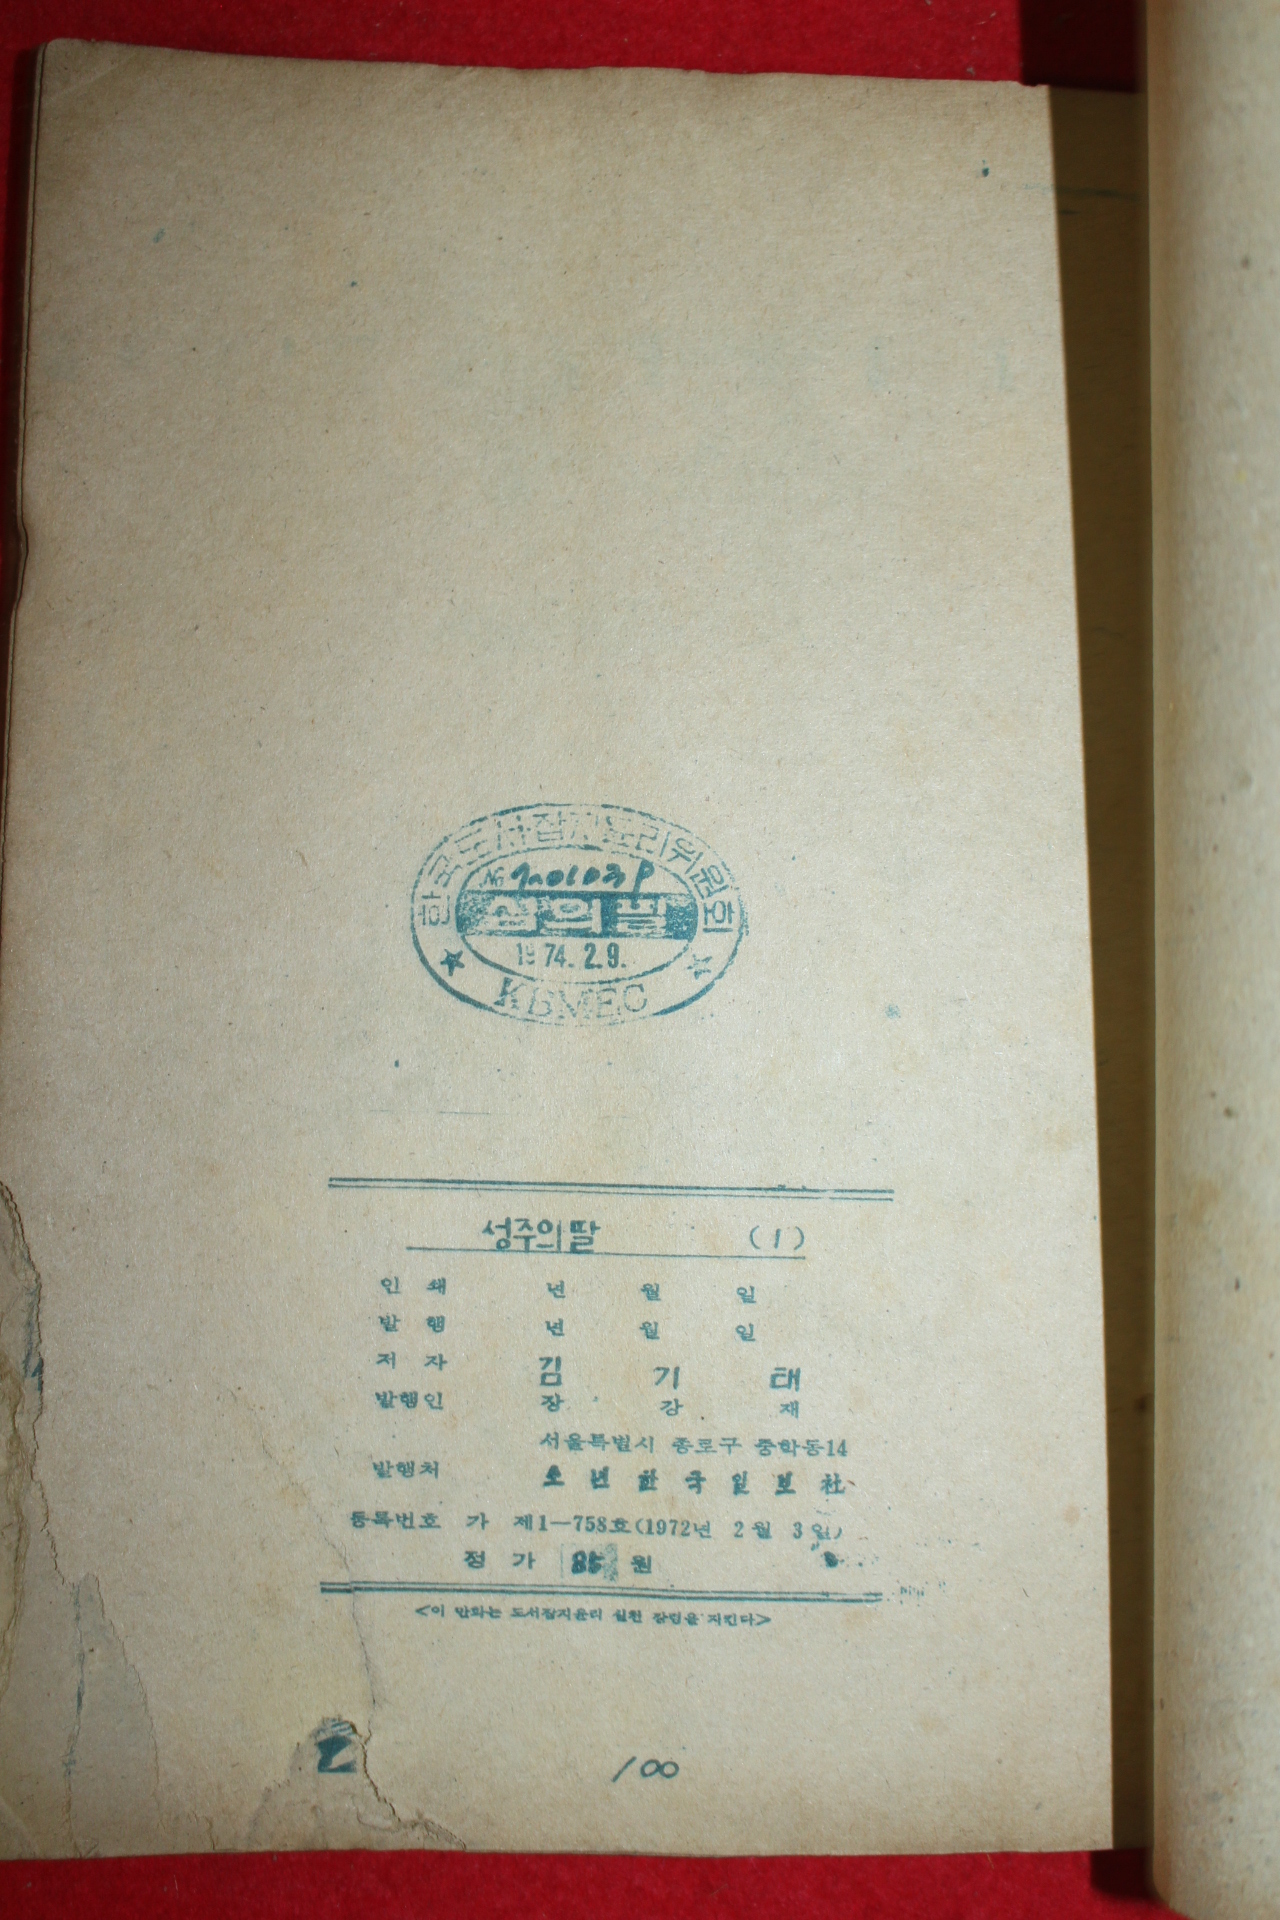 한국도서잡지윤리위원회
№
심의필
1974. 2. 9.
KBMEC
성주의딸 (1)
인 쇄 년 월 일
발 행 년 월 일
저 자 김 기 태
발행인 장 강 재
서울특별시 종로구 중학동14
발행처 소년한국일보社
등록번호 가 제1—758호(1972년 2월 3일)
정 가 85 원
<이 만화는 도서잡지윤리 실천 강령을 지킨다>
100